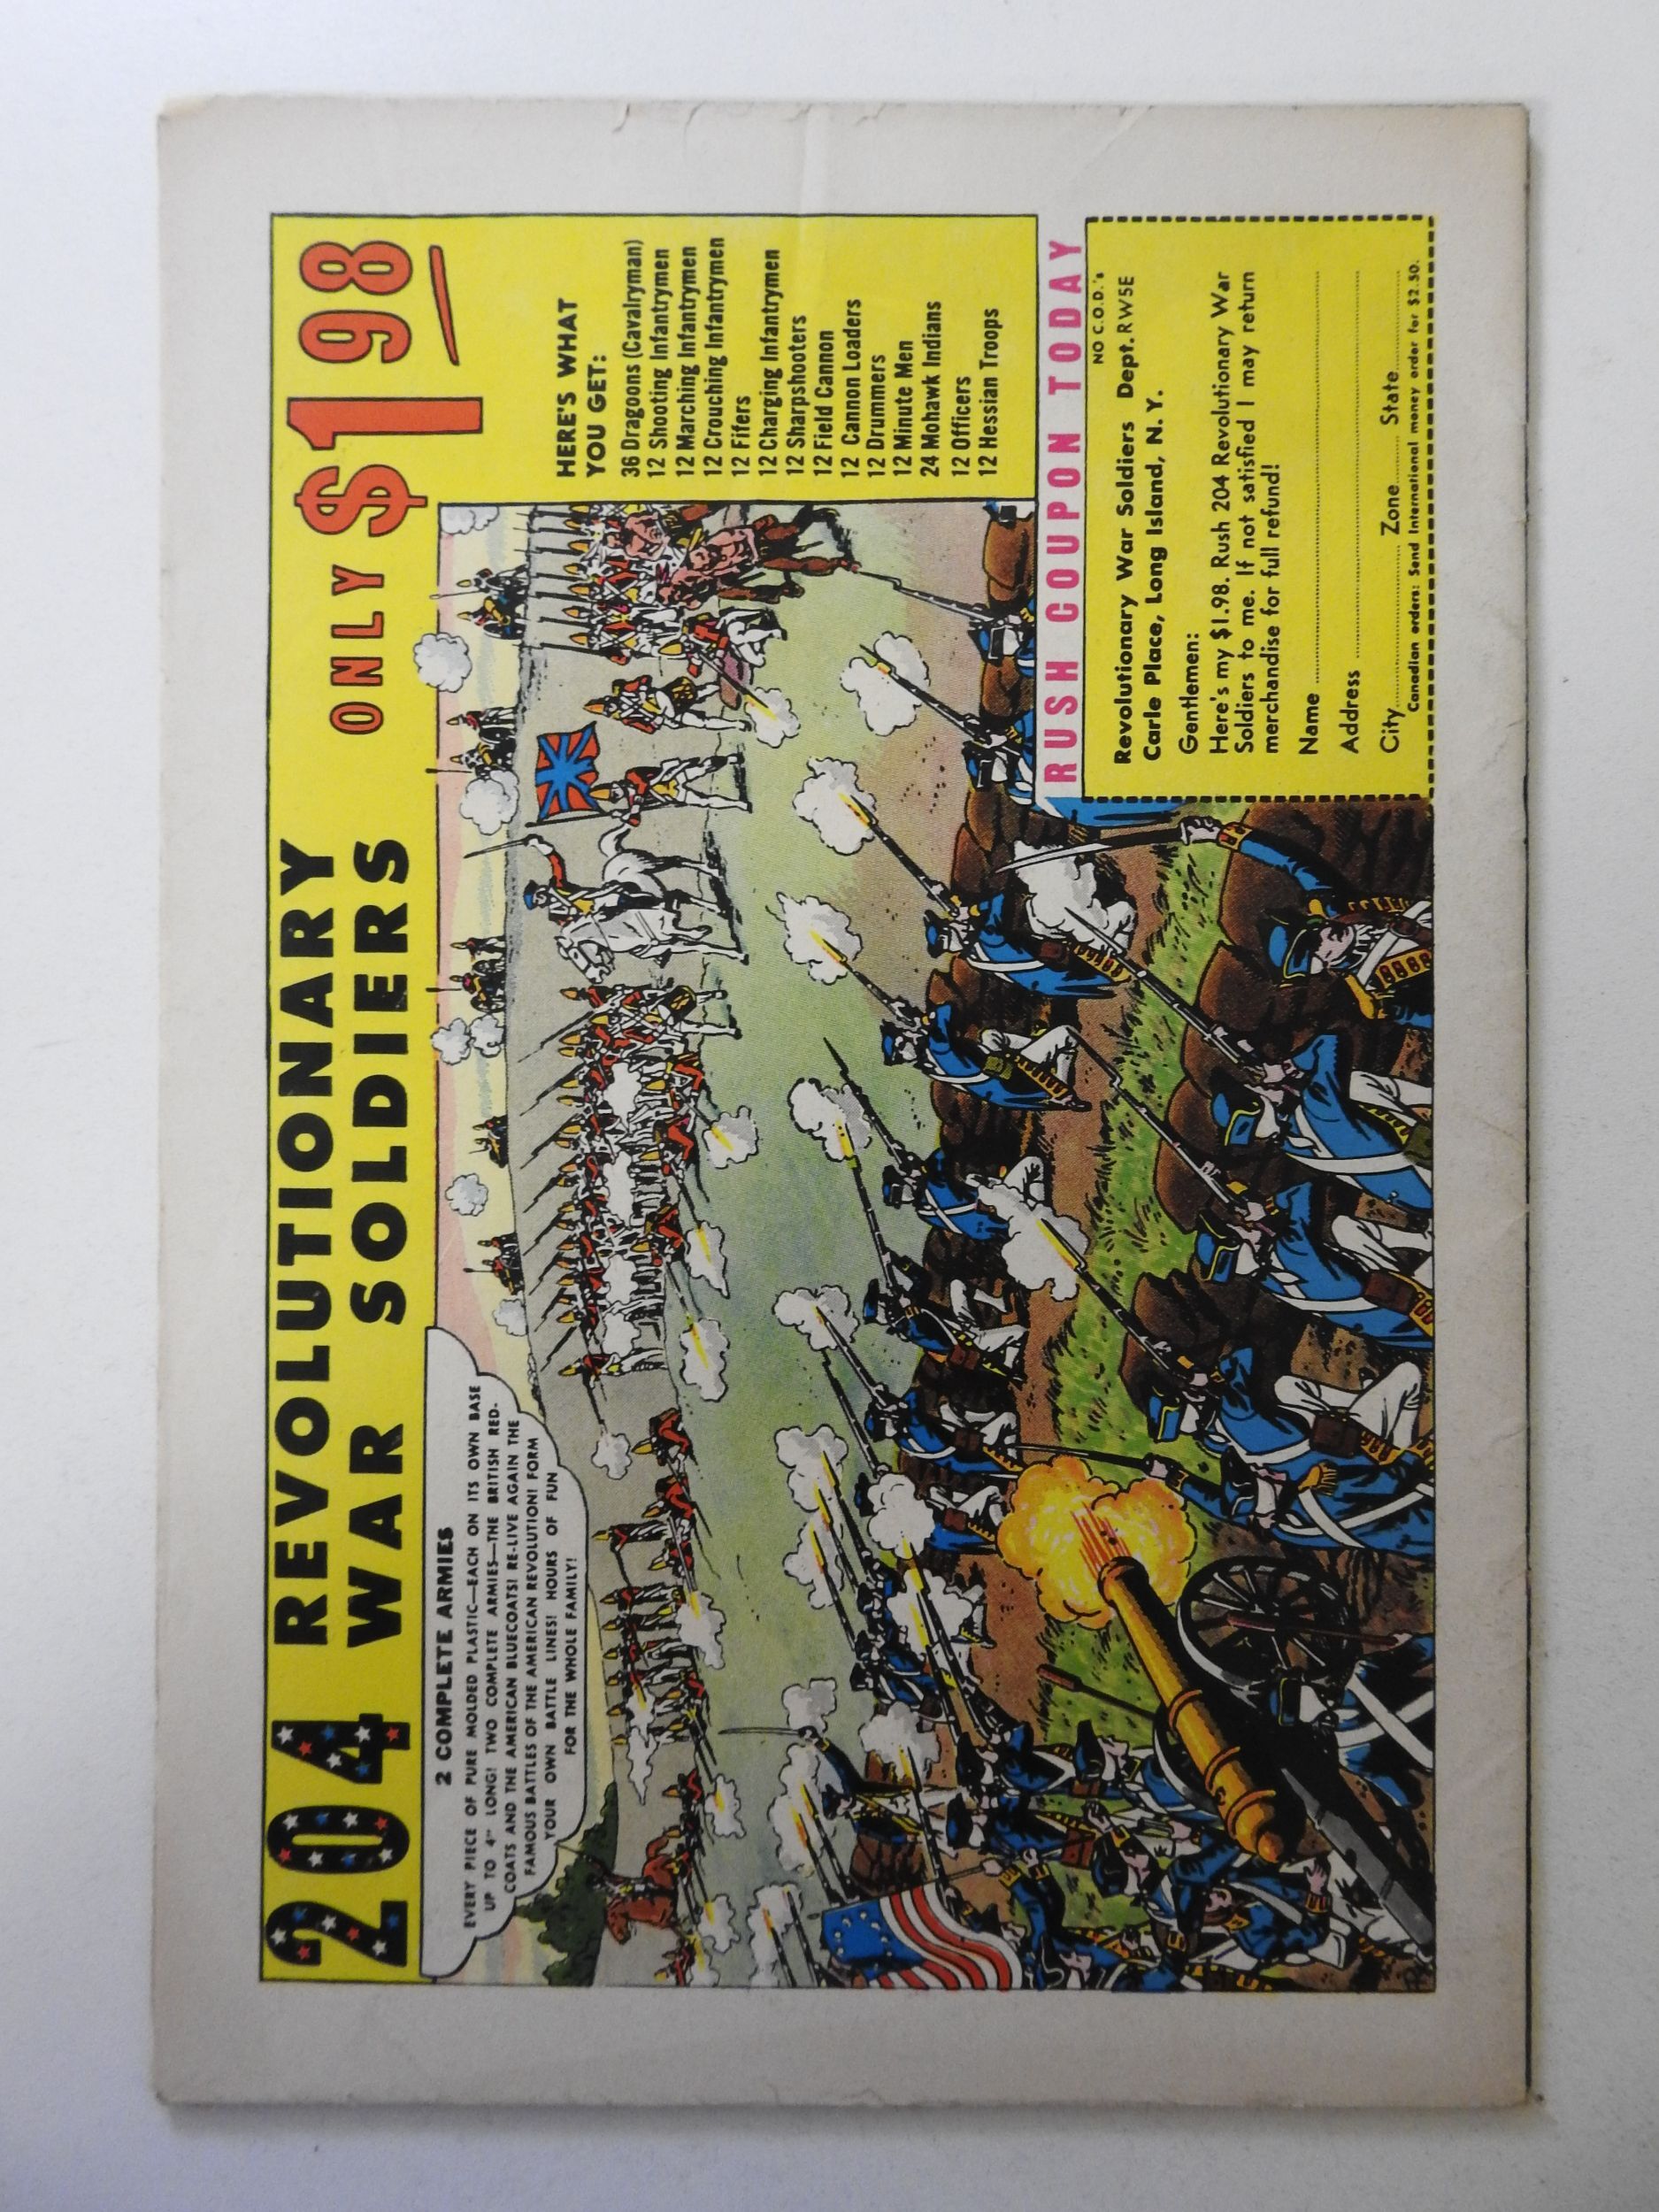 204 REVOLUTIONARY
WAR SOLDIERS
ONLY $1 98
2 COMPLETE ARMIES
EVERY PIECE OF PURE MOLDED PLASTIC—EACH ON ITS OWN BASE
UP TO 4" LONG! TWO COMPLETE ARMIES—THE BRITISH RED-
COATS AND THE AMERICAN BLUECOATS! RE-LIVE AGAIN THE
FAMOUS BATTLES OF THE AMERICAN REVOLUTION! FORM
YOUR OWN BATTLE LINES! HOURS OF FUN
FOR THE WHOLE FAMILY!
HERE'S WHAT
YOU GET:
36 Dragoons (Cavalryman)
12 Shooting Infantrymen
12 Marching Infantrymen
12 Crouching Infantrymen
12 Fifers
12 Charging Infantrymen
12 Sharpshooters
12 Field Cannon
12 Cannon Loaders
12 Drummers
12 Minute Men
24 Mohawk Indians
12 Officers
12 Hessian Troops
RUSH COUPON TODAY
NO C.O.D.'s
Revolutionary War Soldiers Dept. RW5E
Carle Place, Long Island, N. Y.
Gentlemen:
Here's my $1.98. Rush 204 Revolutionary War
Soldiers to me. If not satisfied I may return
merchandise for full refund!
Name
Address
City Zone State
Canadian orders: Send International money order for $2.50.